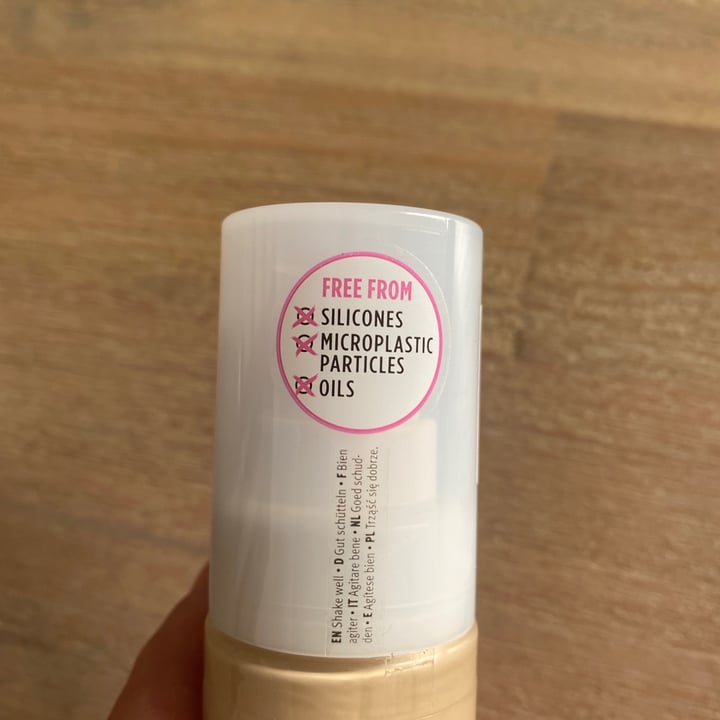 FREE FROM
SILICONES
MICROPLASTIC
PARTICLES
OILS
EN Shake well • D Gut schütteln • F Bien
agiter • IT Agitare bene • NL Goed schud-
den • E Agítese bien • PL Trząść się dobrze.